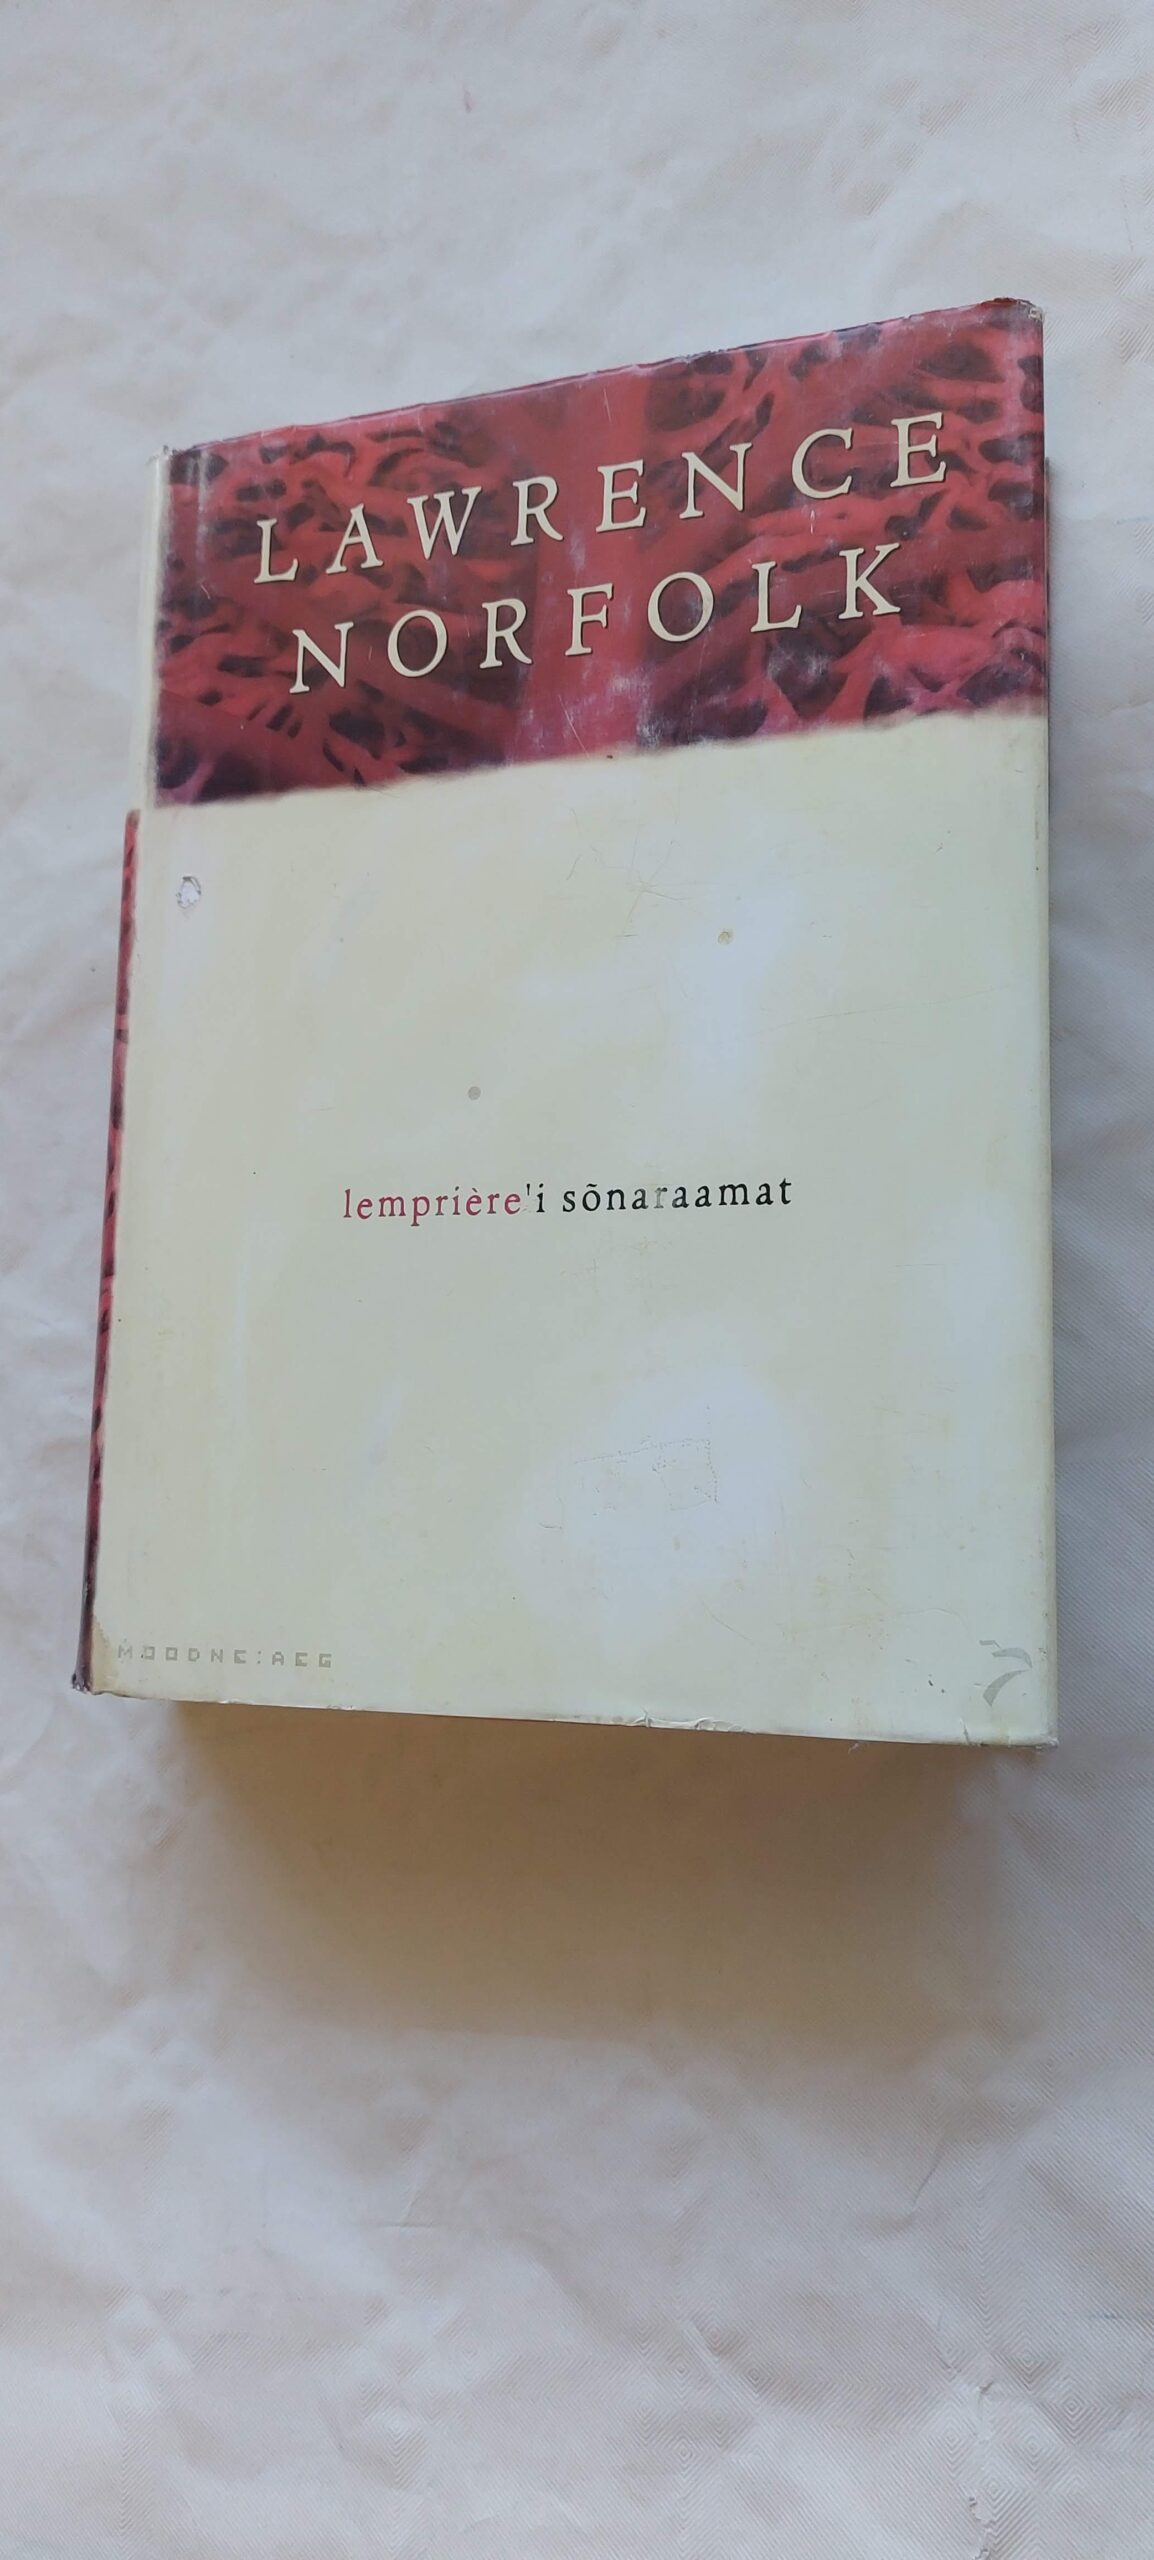 LAWRENCE
NORFOLK
lemprière'i sõnaraamat
MOODNE:AEG